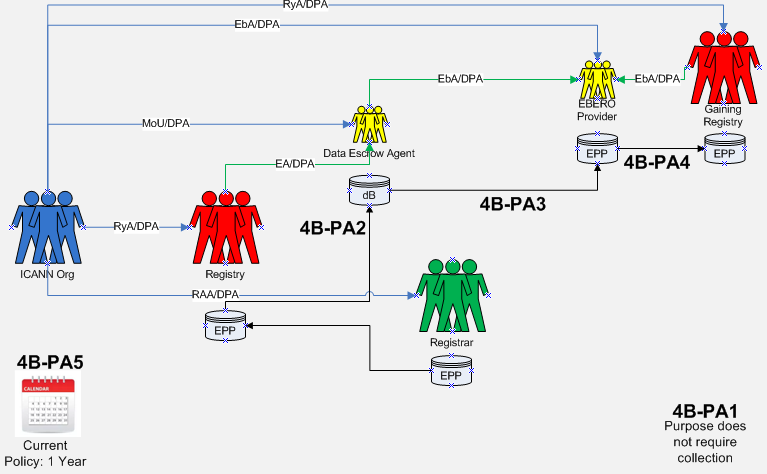 RyA/DPA
EbA/DPA
EbA/DPA
EbA/DPA
EBERO
Provider
Gaining
Registry
MoU/DPA
Data Escrow Agent
EPP
EPP
4B-PA4
EA/DPA
dB
4B-PA3
4B-PA2
RyA/DPA
ICANN Org
Registry
RAA/DPA
EPP
Registrar
EPP
4B-PA5
CALENDAR
Current
Policy: 1 Year
4B-PA1
Purpose does
not require
collection